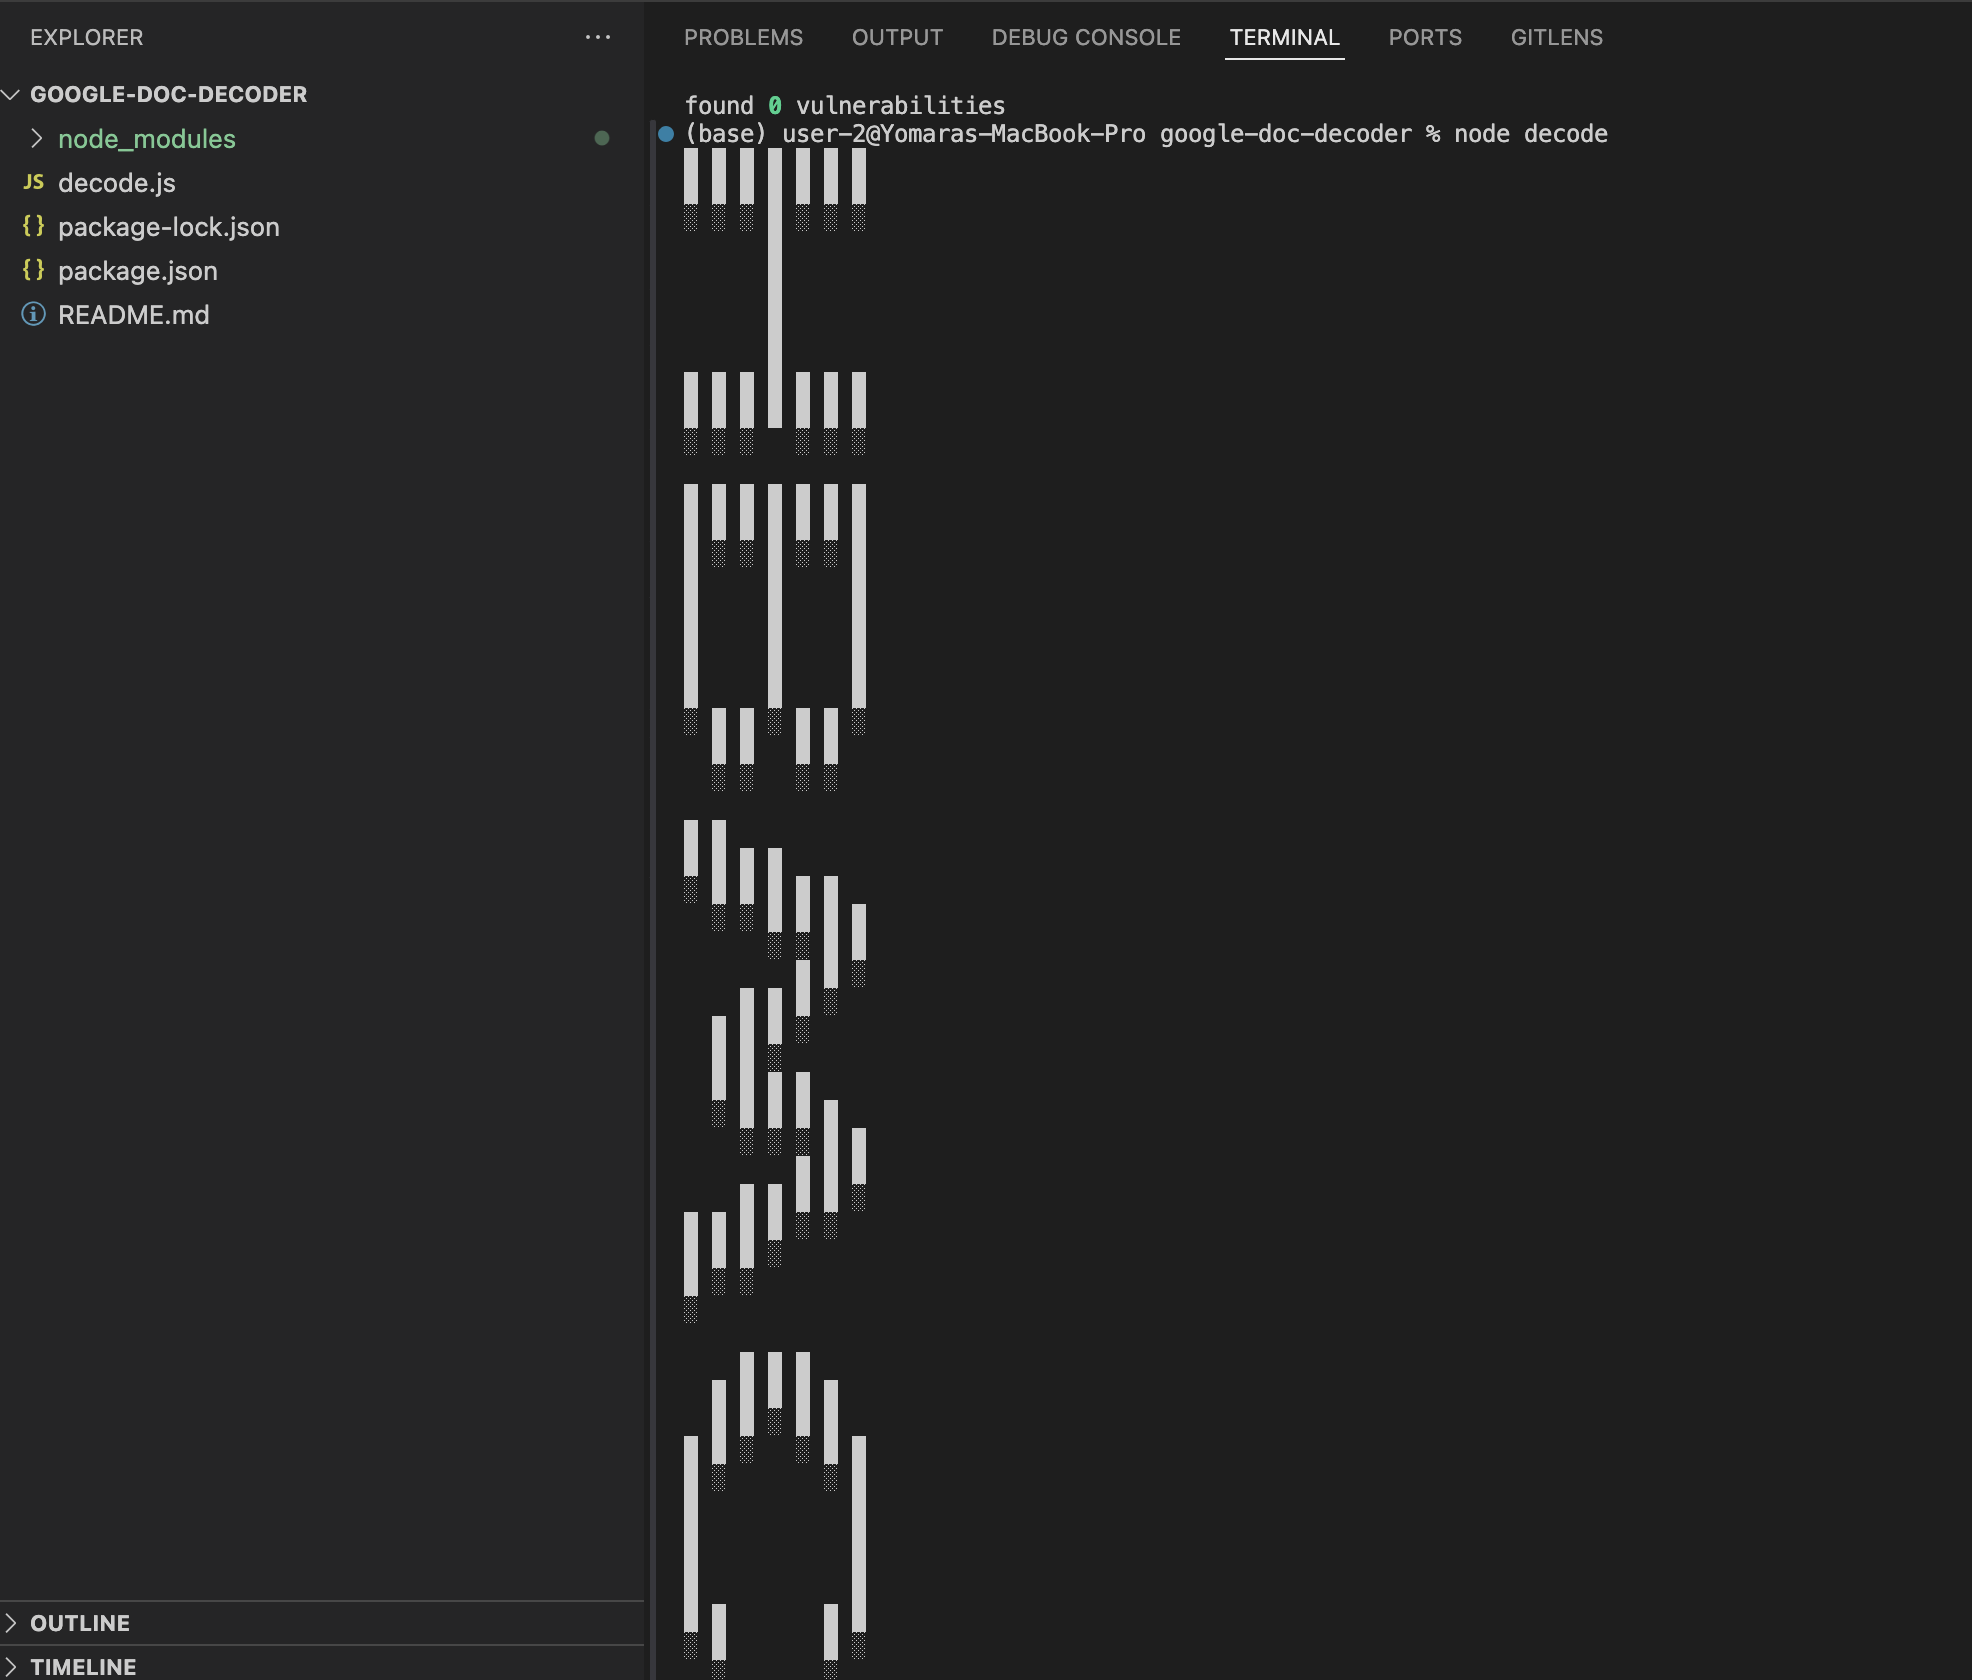 EXPLORER
GOOGLE-DOC-DECODER
node_modules
JS decode.js
{} package-lock.json
{} package.json
README.md
OUTLINE
TIMELINE
PROBLEMS OUTPUT DEBUG CONSOLE TERMINAL PORTS GITLENS
found 0 vulnerabilities
(base) user-2@Yomaras-MacBook-Pro google-doc-decoder % node decode